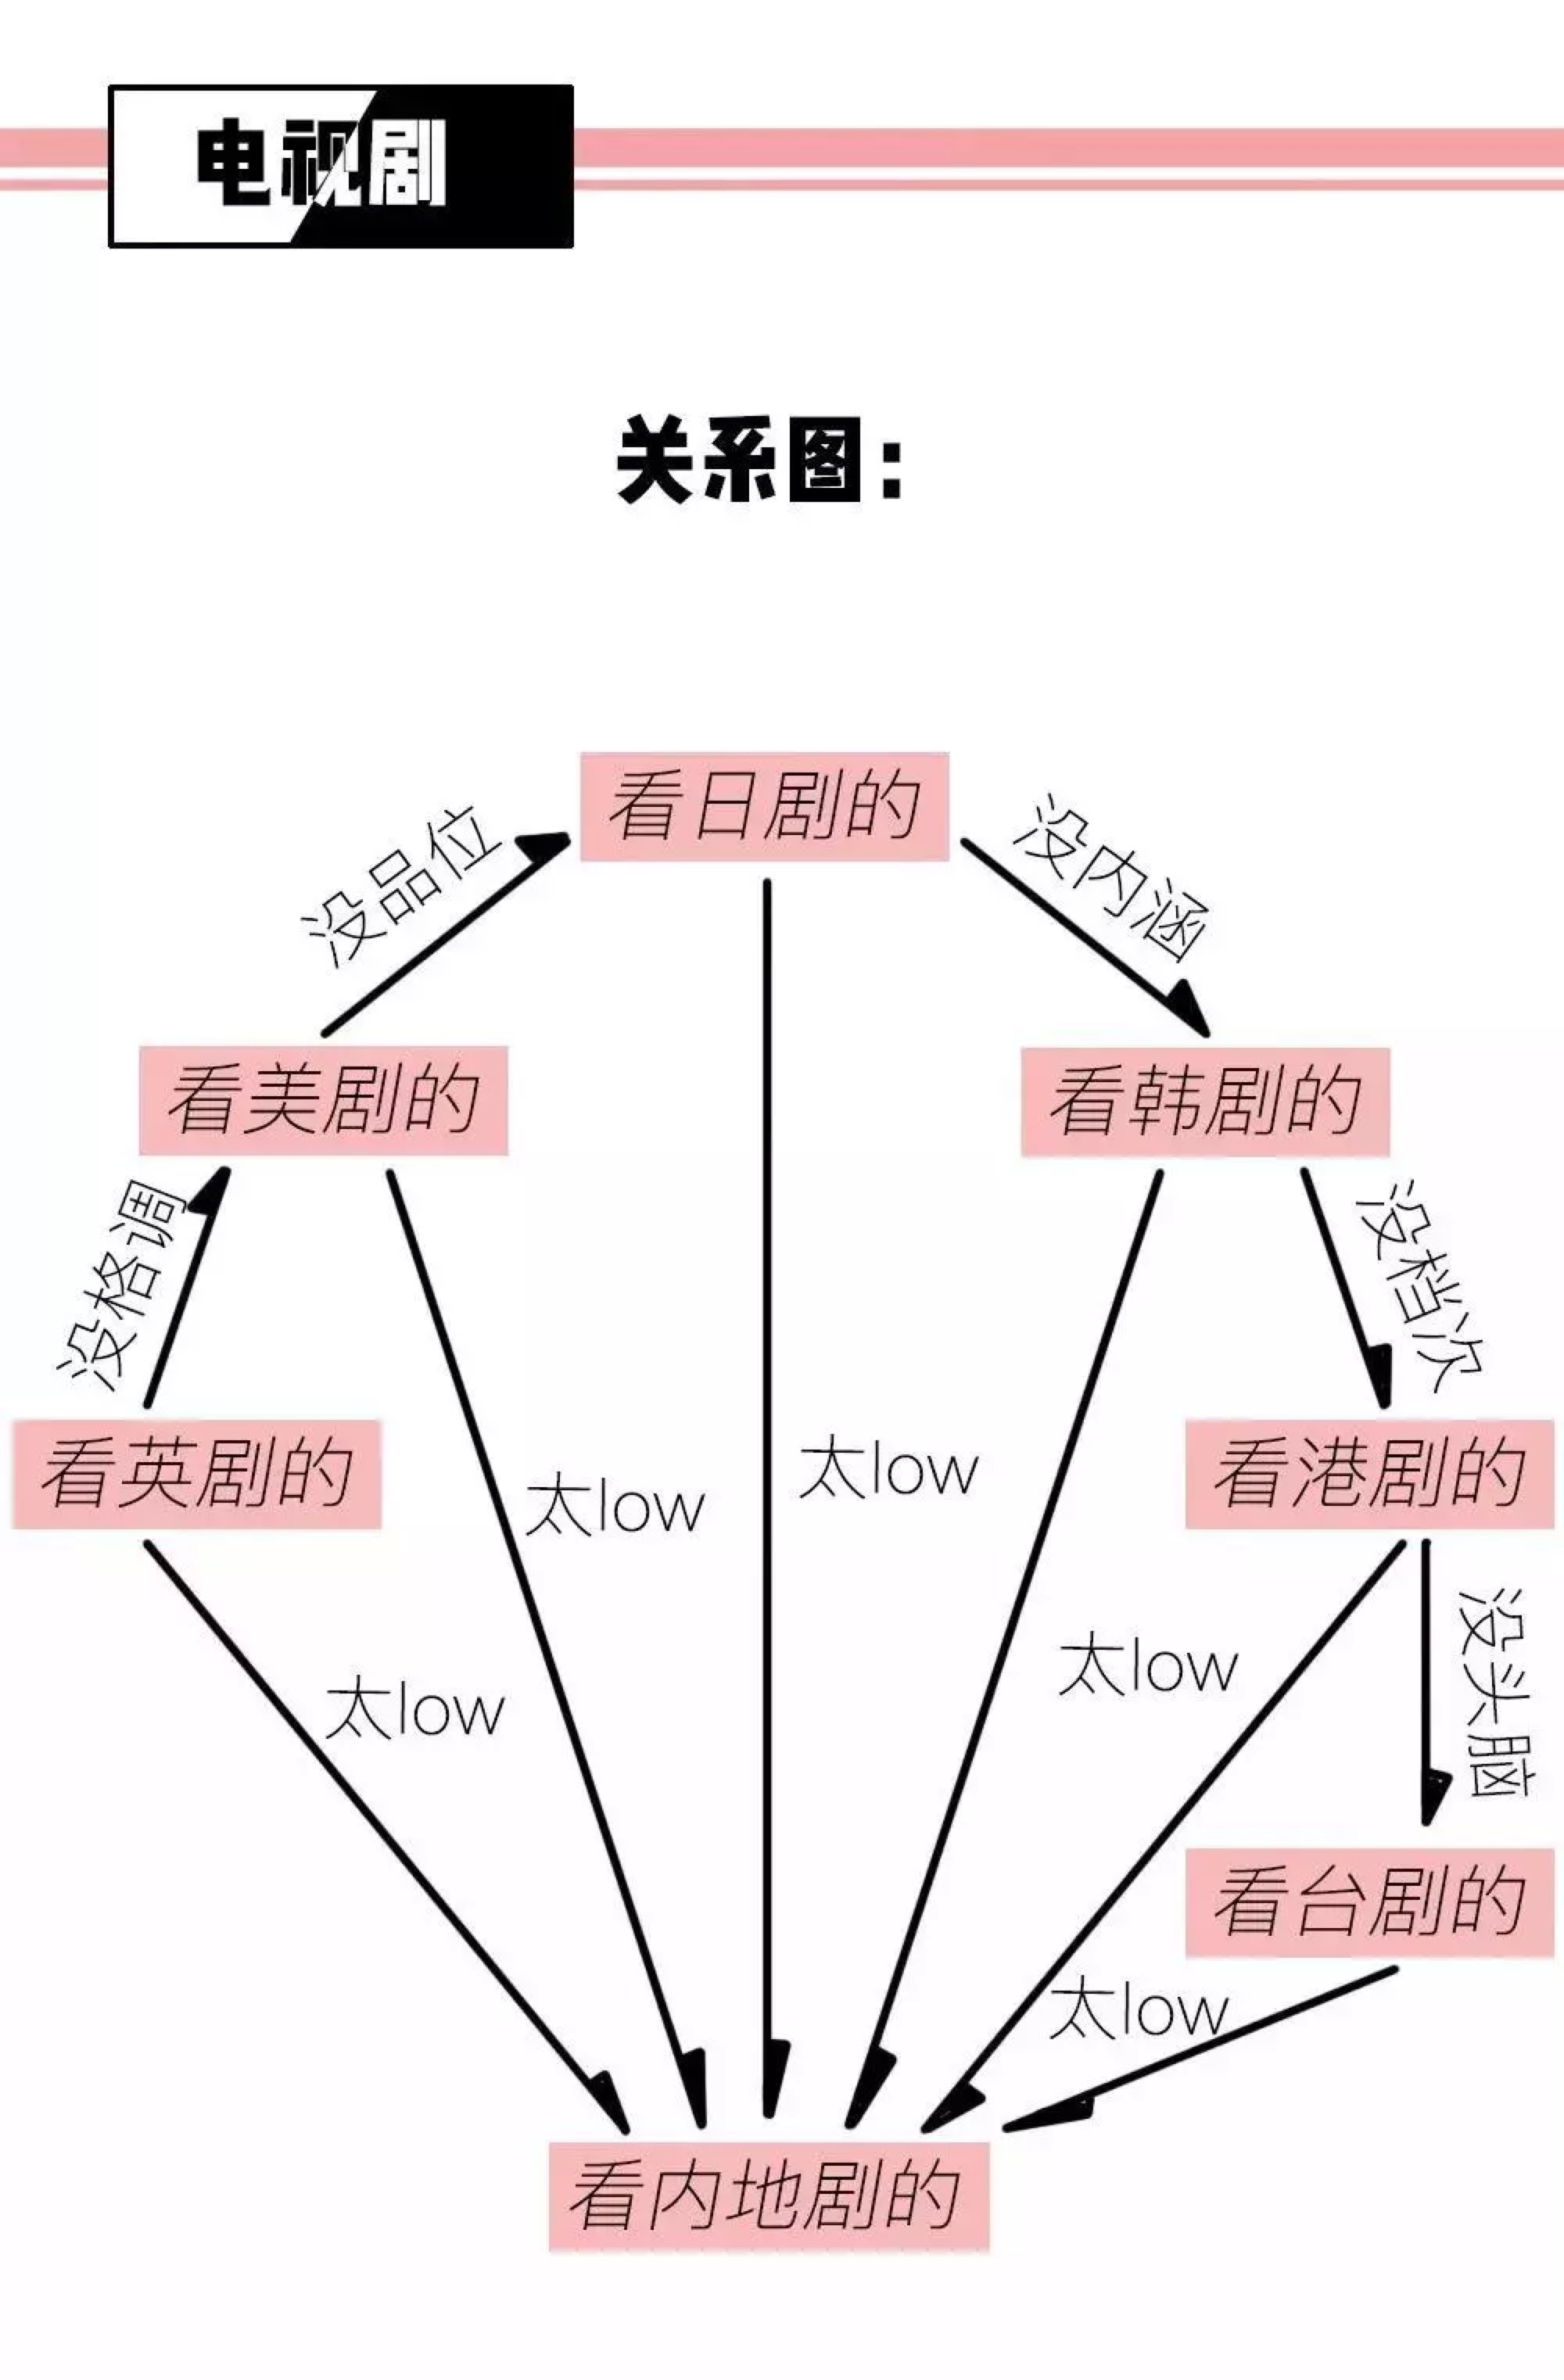 电视剧
关系图：
看日剧的
没品位
没内涵
看美剧的
看韩剧的
没格调
没档次
看英剧的
看港剧的
太low
太low
太low
太low
没头脑
看台剧的
太low
看内地剧的